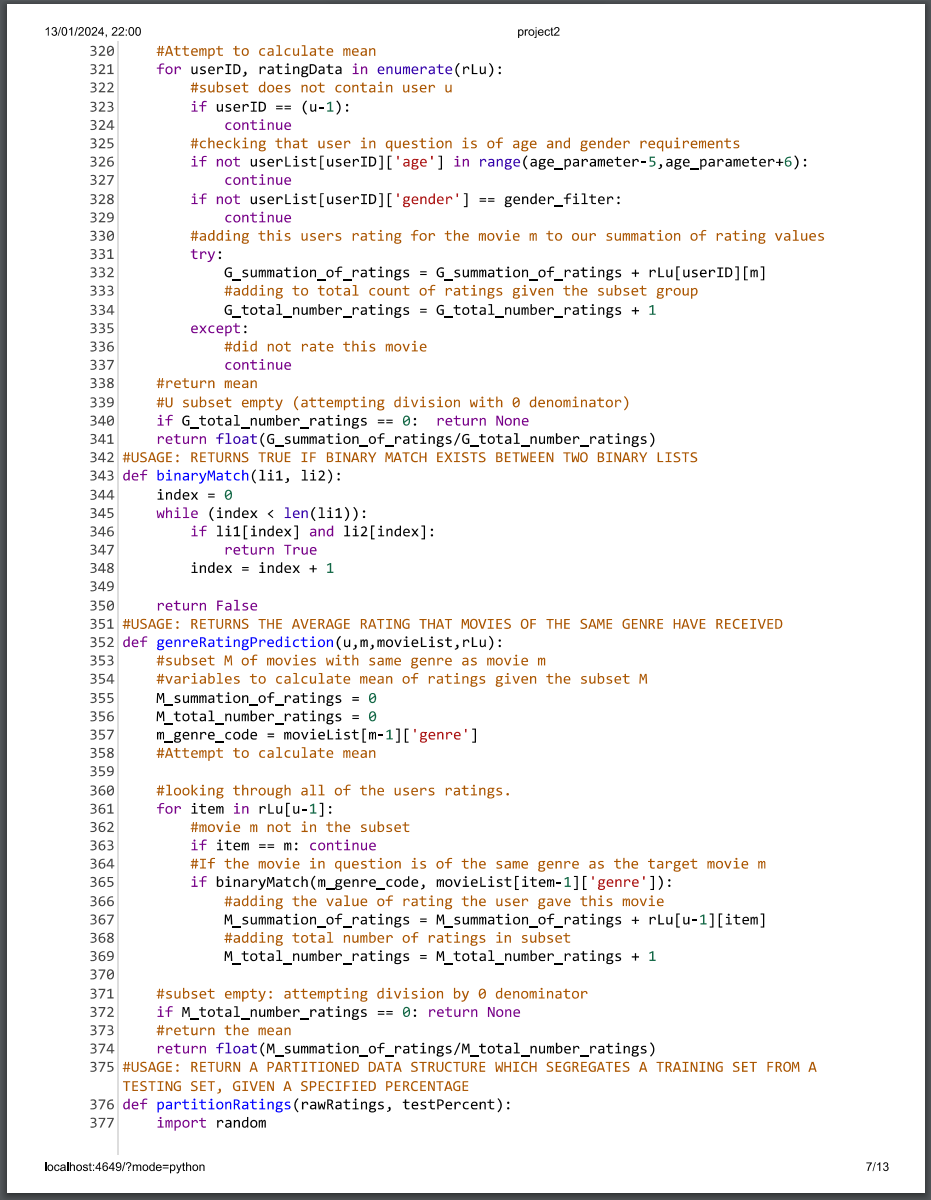 13/01/2024, 22:00 project2
320 #Attempt to calculate mean
321 for userID, ratingData in enumerate(rLu):
322 #subset does not contain user u
323 if userID == (u-1):
324 continue
325 #checking that user in question is of age and gender requirements
326 if not userList[userID]['age'] in range(age_parameter-5,age_parameter+6):
327 continue
328 if not userList[userID]['gender'] == gender_filter:
329 continue
330 #adding this users rating for the movie m to our summation of rating values
331 try:
332 G_summation_of_ratings = G_summation_of_ratings + rLu[userID][m]
333 #adding to total count of ratings given the subset group
334 G_total_number_ratings = G_total_number_ratings + 1
335 except:
336 #did not rate this movie
337 continue
338 #return mean
339 #U subset empty (attempting division with 0 denominator)
340 if G_total_number_ratings == 0:  return None
341 return float(G_summation_of_ratings/G_total_number_ratings)
342 #USAGE: RETURNS TRUE IF BINARY MATCH EXISTS BETWEEN TWO BINARY LISTS
343 def binaryMatch(li1, li2):
344 index = 0
345 while (index < len(li1)):
346 if li1[index] and li2[index]:
347 return True
348 index = index + 1
349
350 return False
351 #USAGE: RETURNS THE AVERAGE RATING THAT MOVIES OF THE SAME GENRE HAVE RECEIVED
352 def genreRatingPrediction(u,m,movieList,rLu):
353 #subset M of movies with same genre as movie m
354 #variables to calculate mean of ratings given the subset M
355 M_summation_of_ratings = 0
356 M_total_number_ratings = 0
357 m_genre_code = movieList[m-1]['genre']
358 #Attempt to calculate mean
359
360 #looking through all of the users ratings.
361 for item in rLu[u-1]:
362 #movie m not in the subset
363 if item == m: continue
364 #If the movie in question is of the same genre as the target movie m
365 if binaryMatch(m_genre_code, movieList[item-1]['genre']):
366 #adding the value of rating the user gave this movie
367 M_summation_of_ratings = M_summation_of_ratings + rLu[u-1][item]
368 #adding total number of ratings in subset
369 M_total_number_ratings = M_total_number_ratings + 1
370
371 #subset empty: attempting division by 0 denominator
372 if M_total_number_ratings == 0: return None
373 #return the mean
374 return float(M_summation_of_ratings/M_total_number_ratings)
375 #USAGE: RETURN A PARTITIONED DATA STRUCTURE WHICH SEGREGATES A TRAINING SET FROM A
TESTING SET, GIVEN A SPECIFIED PERCENTAGE
376 def partitionRatings(rawRatings, testPercent):
377 import random
localhost:4649/?mode=python 7/13